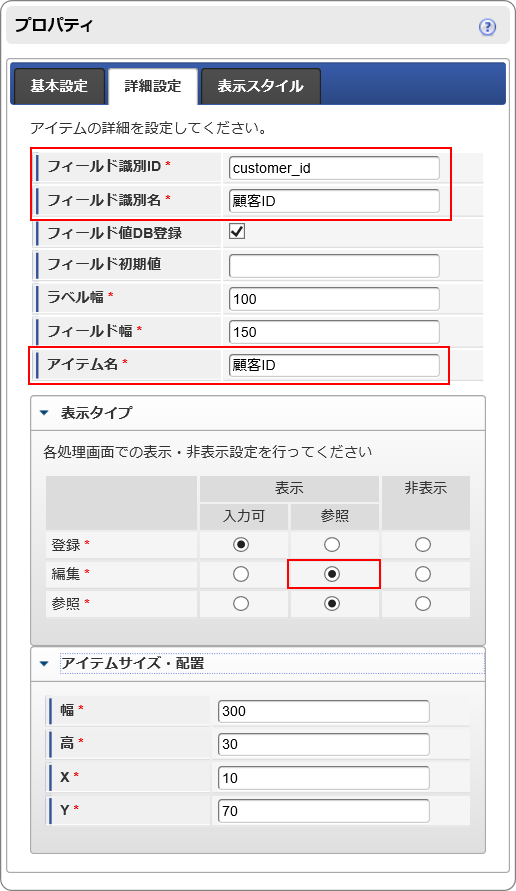 プロパティ
?
基本設定 詳細設定 表示スタイル
アイテムの詳細を設定してください。
フィールド識別ID * customer_id
フィールド識別名 * 顧客ID
フィールド値DB登録
フィールド初期値
ラベル幅 * 100
フィールド幅 * 150
アイテム名 * 顧客ID
表示タイプ
各処理画面での表示・非表示設定を行ってください
表示 非表示
入力可 参照
登録 *
編集 *
参照 *
アイテムサイズ・配置
幅 * 300
高 * 30
X * 10
Y * 70